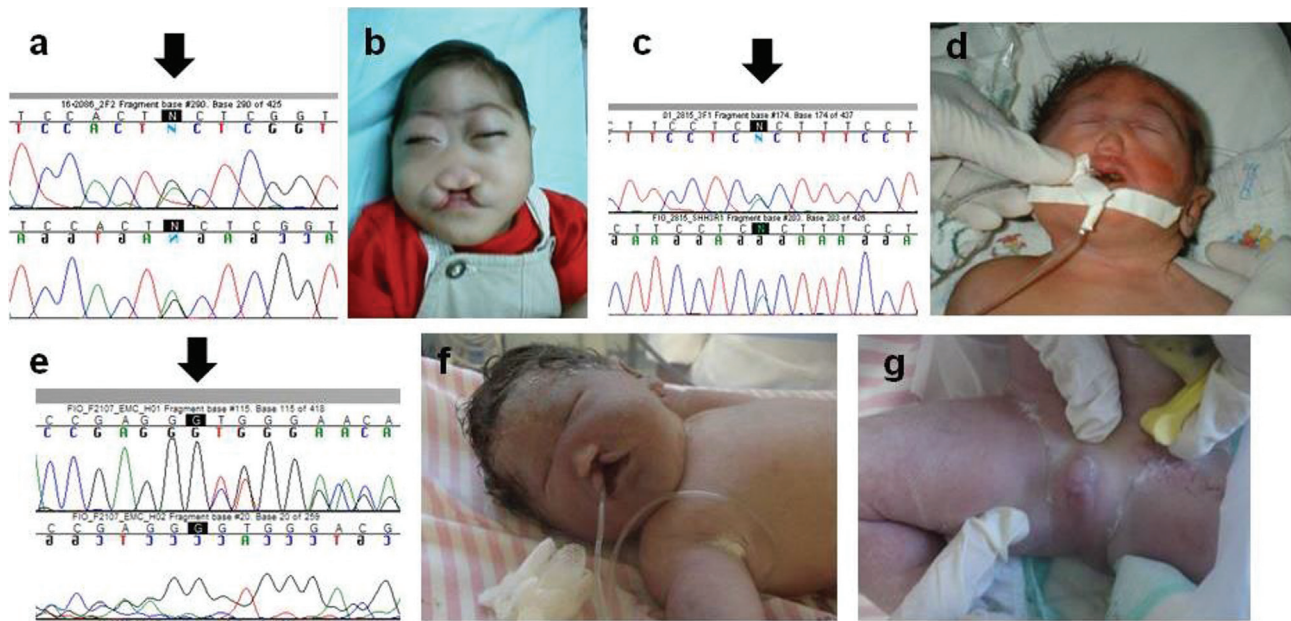 a
16-2086_2F2 Fragment base #290. Base 290 of 425
T C C A C T N C T C G G T
T C C A C T N C T C G G T
T C C A C T N C T C G G T
A G G T G A N G A G C C A
b
c
01_2815_3F1 Fragment base #174. Base 174 of 437
C T T C C T C N C T T T C C T
C T T C C T C N C T T T C C T
F10_2815_SHH3R1 Fragment base #203. Base 203 of 426
C T T C C T C N C T T T C C T
d
e
FIO_F2107_EMC_H01 Fragment base #115. Base 115 of 418
C C G A G G G T G G G A A C A
C C G A G G G T G G G A A C A
FIO_F2107_EMC_H02 Fragment base #20. Base 20 of 259
C C G A G G G G T G G G A C G
f
g